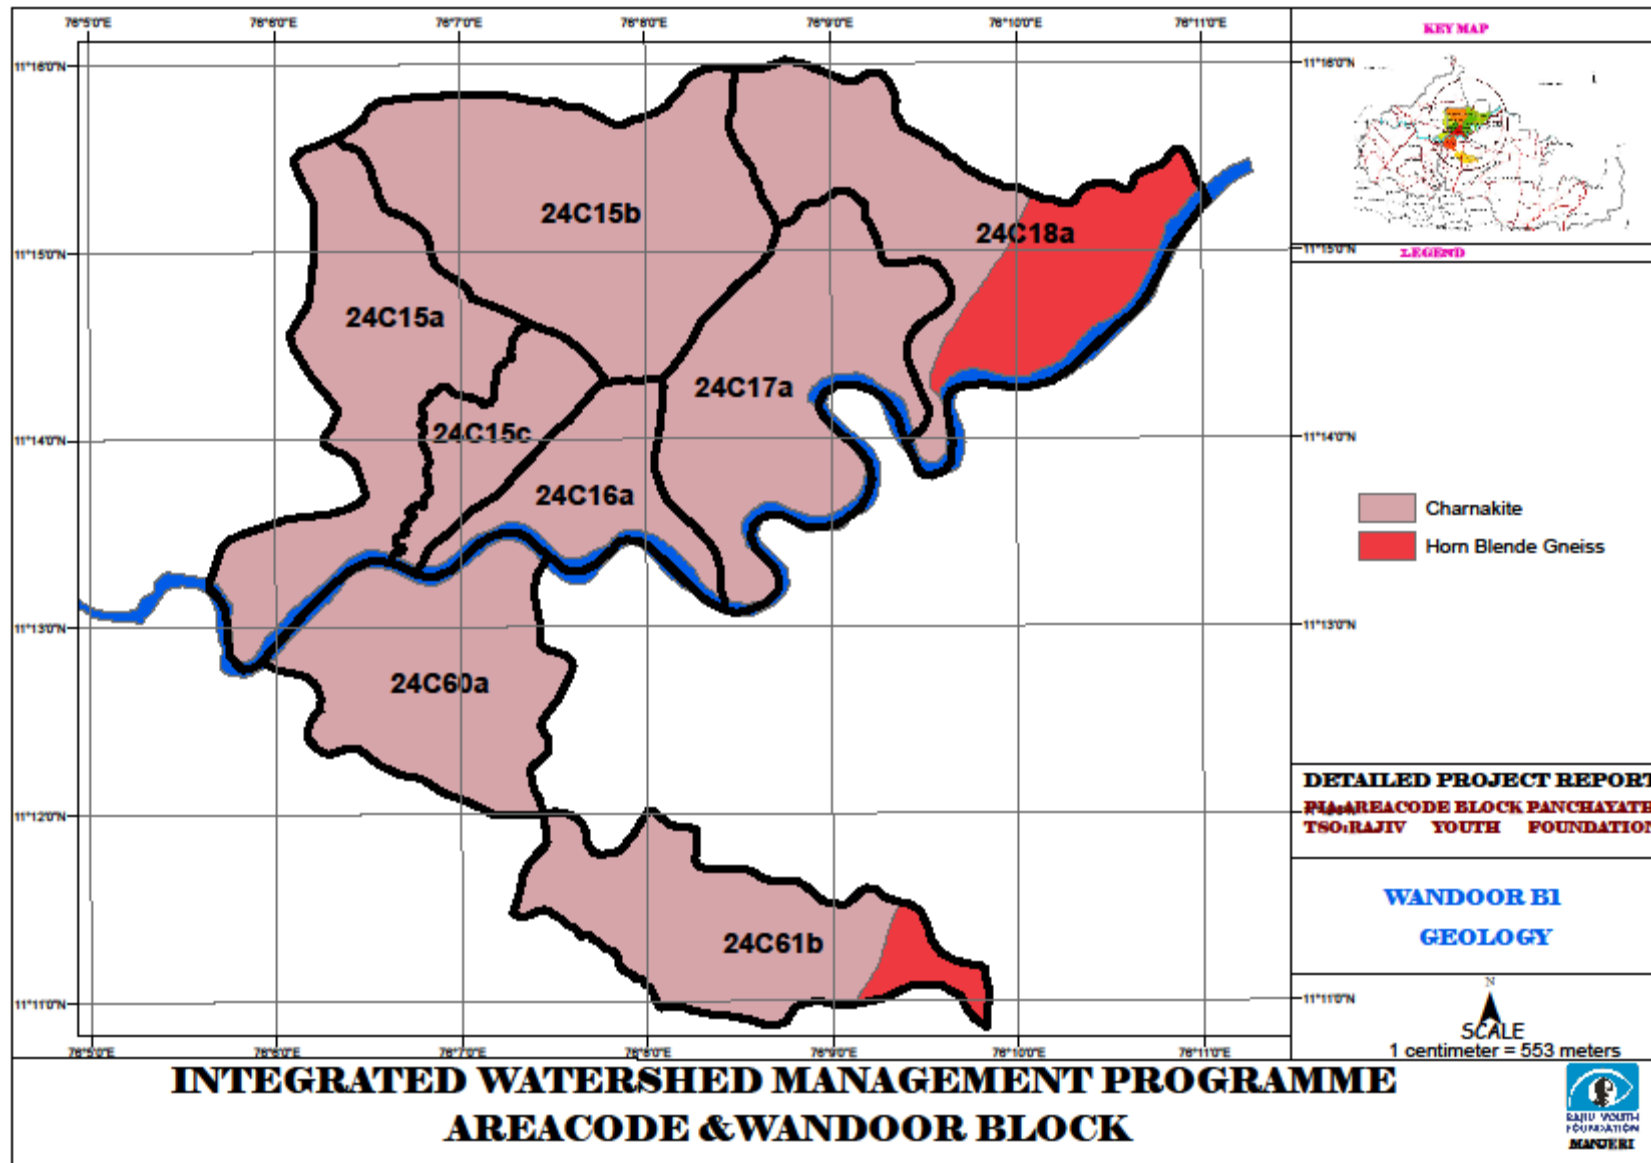 76°5'0"E 76°6'0"E 76°7'0"E 76°8'0"E 76°9'0"E 76°10'0"E 76°11'0"E
KEY MAP
11°16'0"N 11°16'0"N
24C15b
24C18a
11°15'0"N 11°15'0"N
LEGEND
24C15a
24C17a
24C15c
11°14'0"N 11°14'0"N
24C16a
Charnakite
Horn Blende Gneiss
11°13'0"N 11°13'0"N
24C60a
DETAILED PROJECT REPORT
PIA:AREACODE BLOCK PANCHAYATH
11°12'0"N
TSO:RAJIV YOUTH FOUNDATION
WANDOOR B1
GEOLOGY
24C61b
11°11'0"N 11°11'0"N
N
SCALE
1 centimeter = 553 meters
76°5'0"E 76°6'0"E 76°7'0"E 76°8'0"E 76°9'0"E 76°10'0"E 76°11'0"E
INTEGRATED WATERSHED MANAGEMENT PROGRAMME
AREACODE &WANDOOR BLOCK
RAJIV YOUTH
FOUNDATION
MANJERI